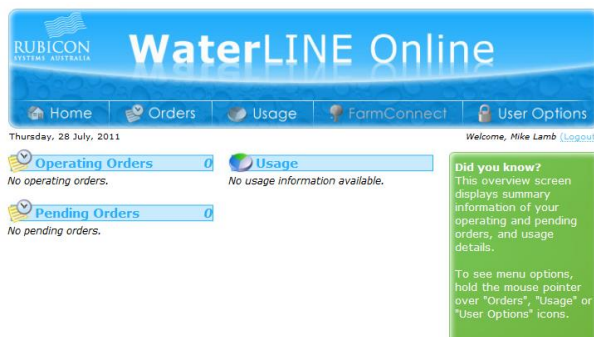 RUBICON
SYSTEMS AUSTRALIA
WaterLINE Online
Home
Orders
Usage
FarmConnect
User Options
Thursday, 28 July, 2011
Welcome, Mike Lamb (Logout
Operating Orders 0
No operating orders.
Usage
No usage information available.
Pending Orders 0
No pending orders.
Did you know?
This overview screen
displays summary
information of your
operating and pending
orders, and usage
details.
To see menu options,
hold the mouse pointer
over "Orders", "Usage" or
"User Options" icons.